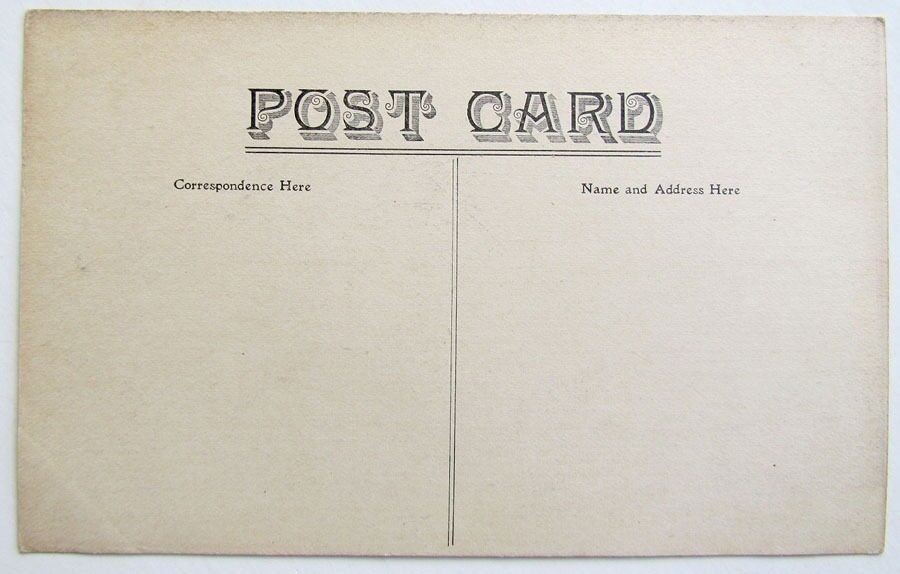 POST CARD
Correspondence Here
Name and Address Here